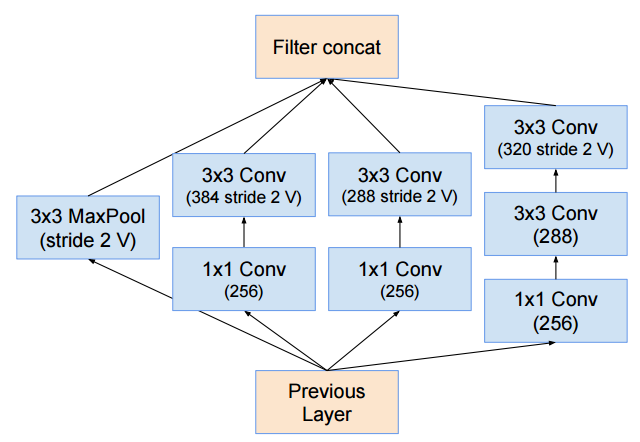 Filter concat
3x3 Conv
(320 stride 2 V)
3x3 Conv
(384 stride 2 V)
3x3 Conv
(288 stride 2 V)
3x3 MaxPool
(stride 2 V)
3x3 Conv
(288)
1x1 Conv
(256)
1x1 Conv
(256)
1x1 Conv
(256)
Previous
Layer